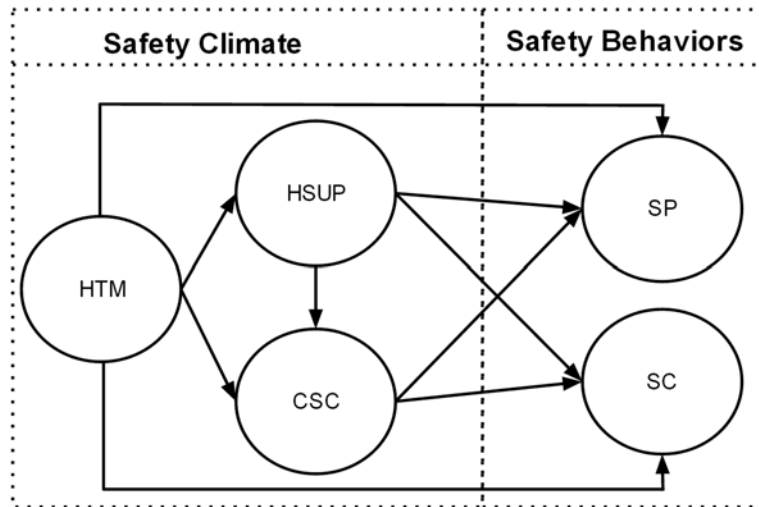 Safety Climate
Safety Behaviors
HSUP
SP
HTM
CSC
SC